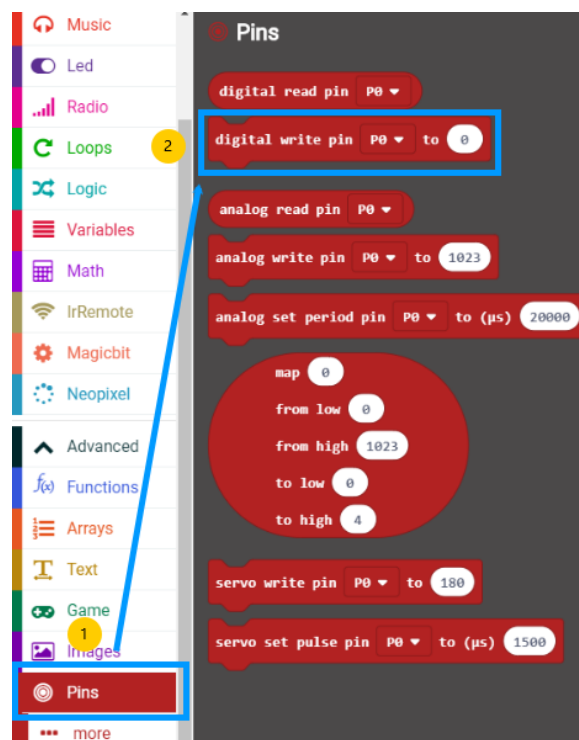 Music
Led
Radio
Loops
2
Logic
Variables
Math
IrRemote
Magicbit
Neopixel
Advanced
f(x) Functions
Arrays
Text
Game
1
Images
Pins
more
Pins
digital read pin P0
digital write pin P0 to 0
analog read pin P0
analog write pin P0 to 1023
analog set period pin P0 to (µs) 20000
map 0
from low 0
from high 1023
to low 0
to high 4
servo write pin P0 to 180
servo set pulse pin P0 to (µs) 1500